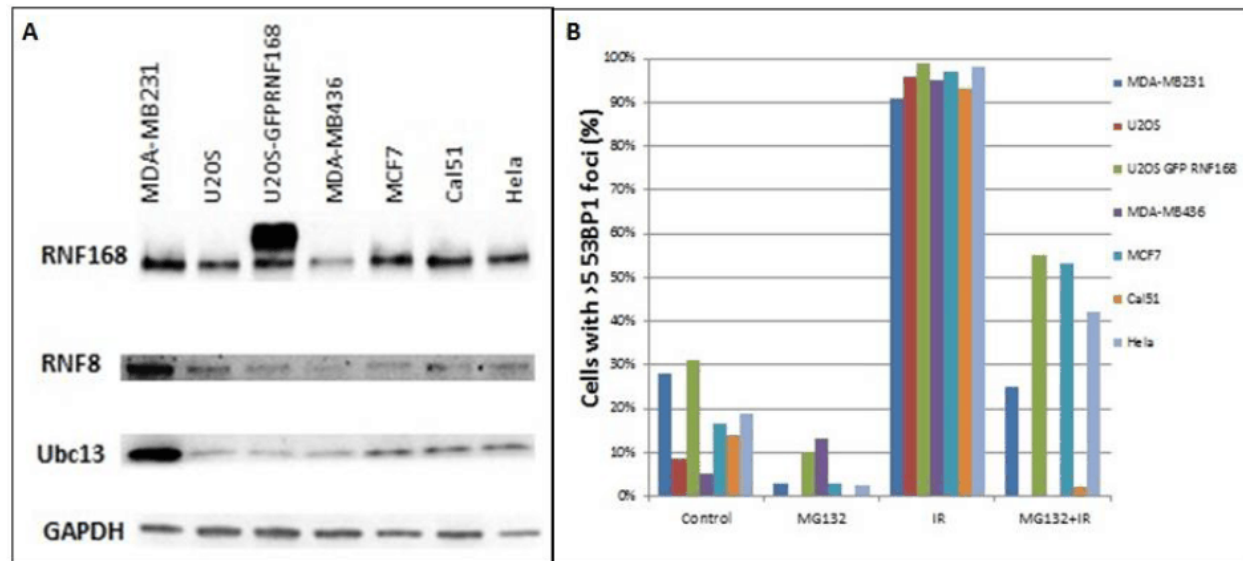 A
MDA-MB231
U20S
U20S-GFPRNF168
MDA-MB436
MCF7
Cal51
Hela
RNF168
RNF8
Ubc13
GAPDH
B
Cells with >5 53BP1 foci (%)
100%
90%
80%
70%
60%
50%
40%
30%
20%
10%
0%
Control
MG132
IR
MG132+IR
MDA-MB231
U2OS
U2OS GFP RNF168
MDA-MB436
MCF7
Cal51
Hela